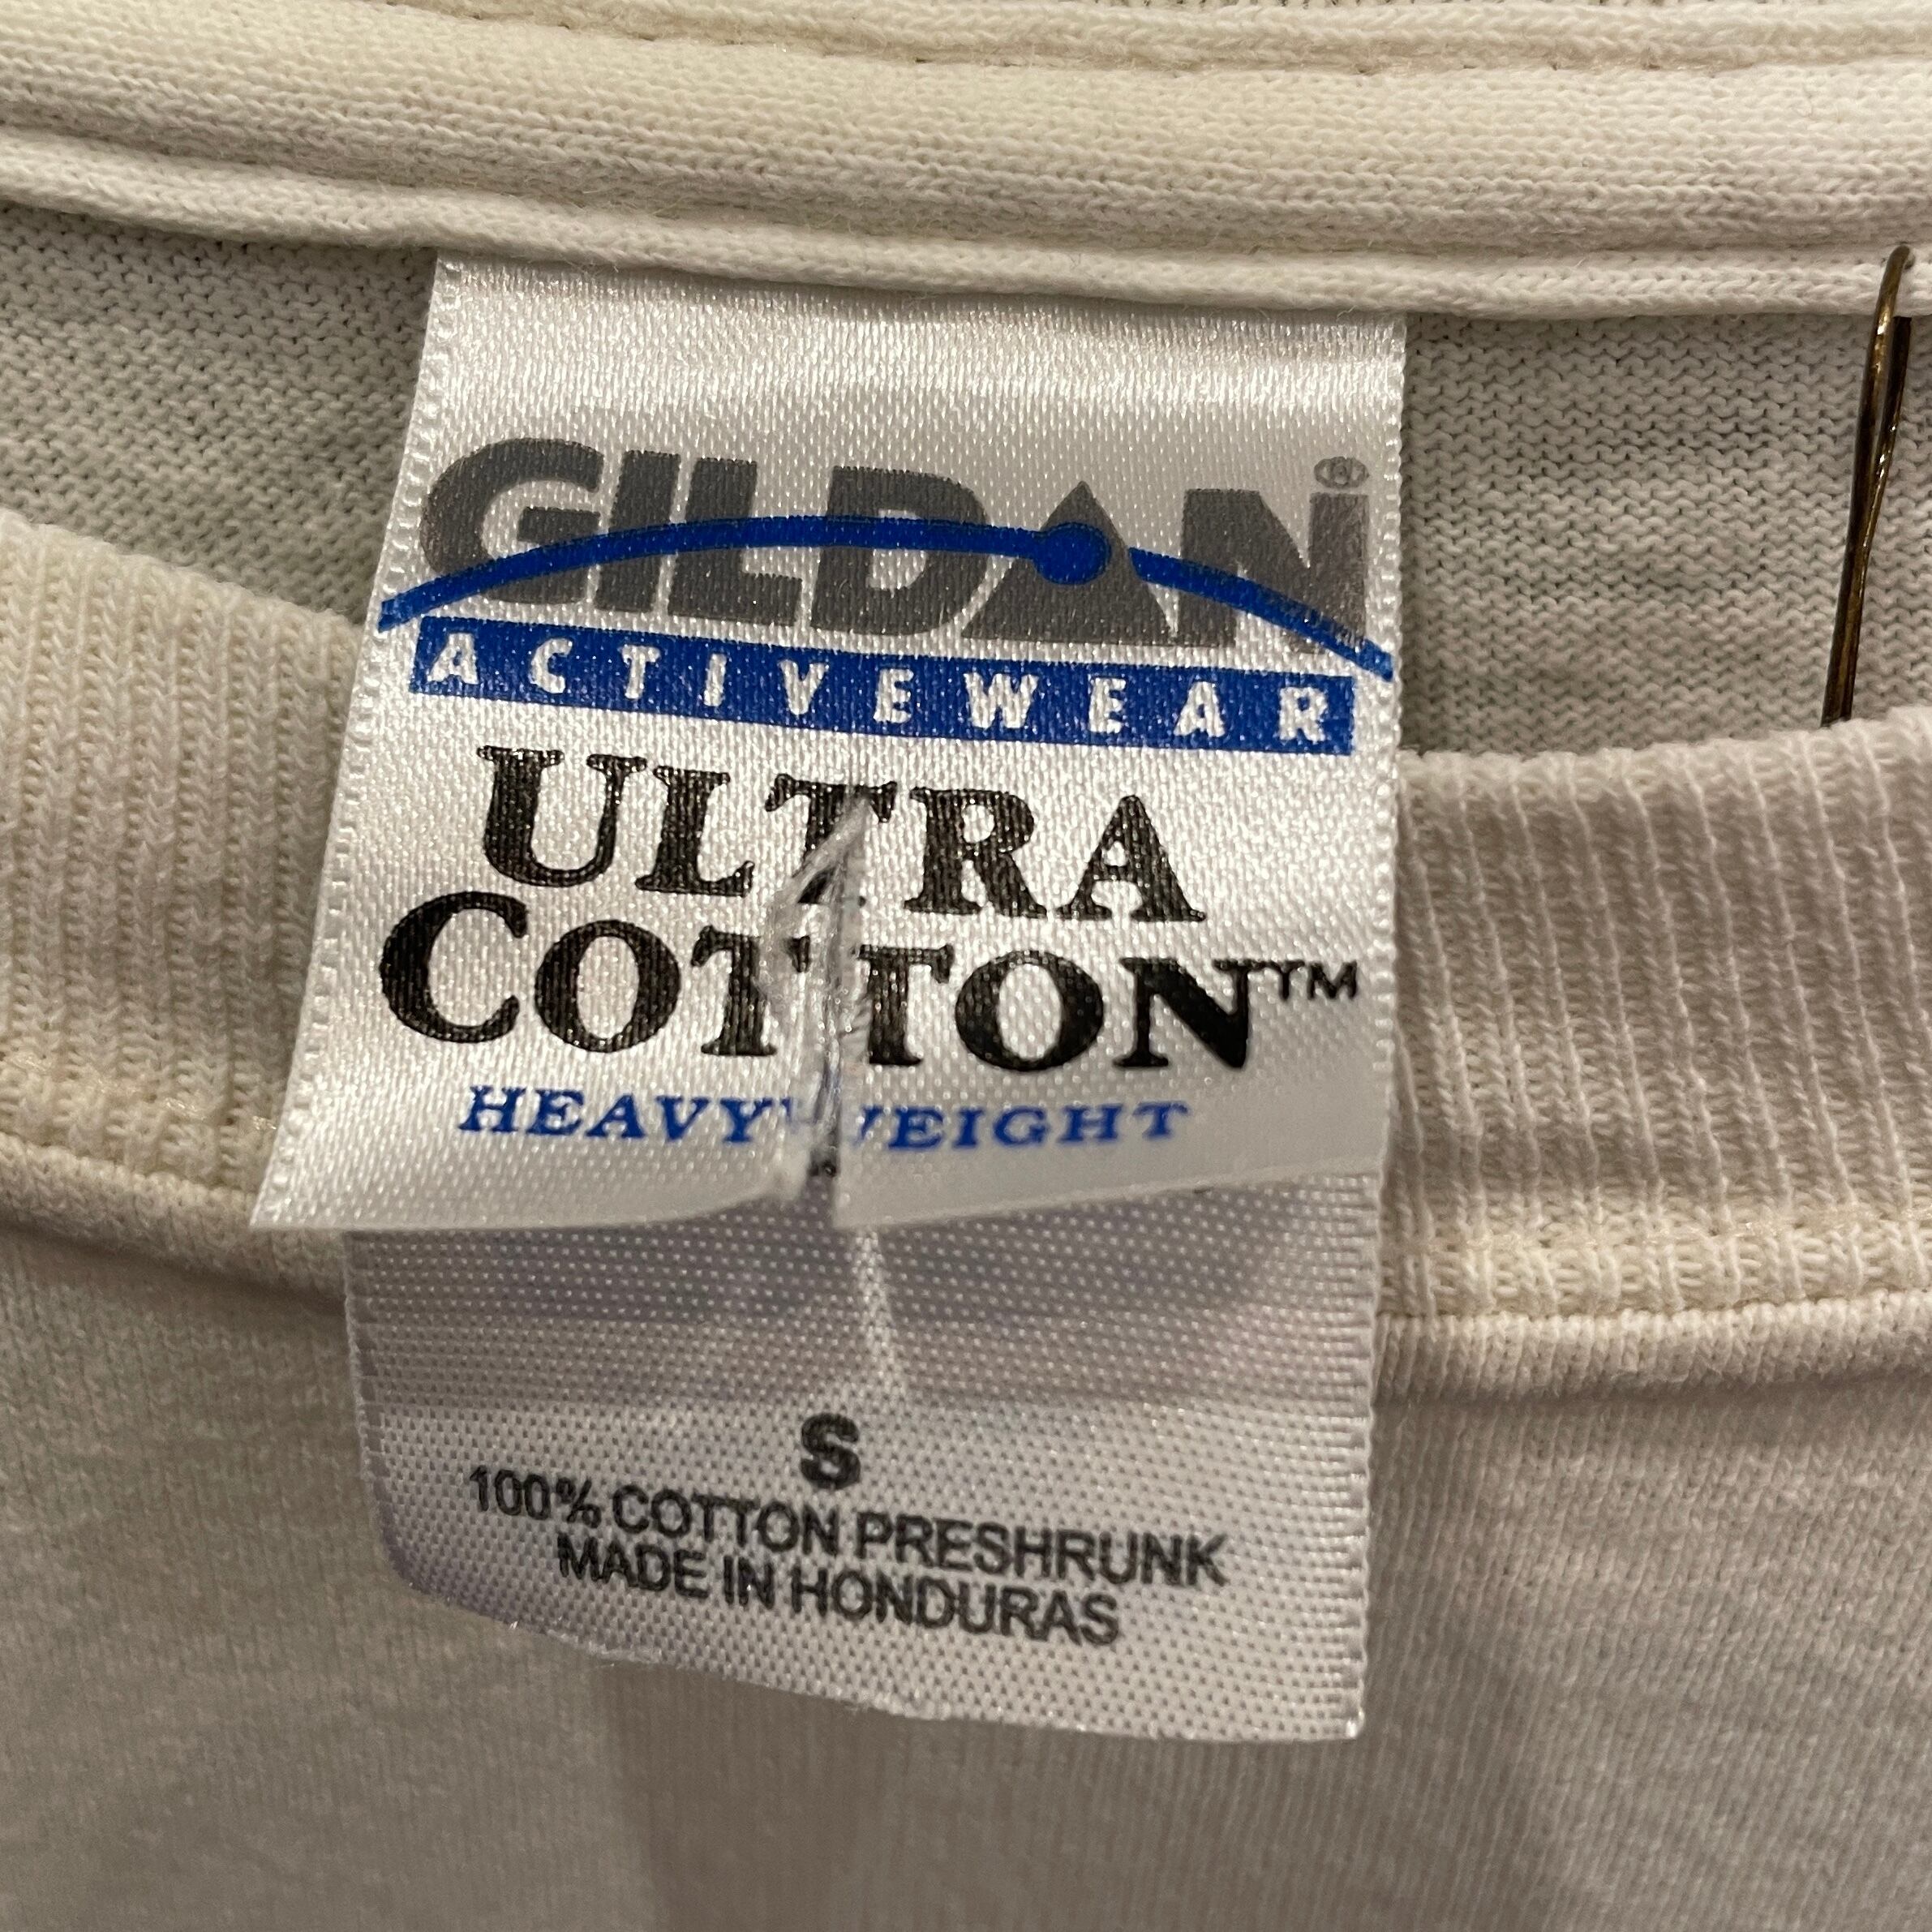 GILDAN®
ACTIVEWEAR
ULTRA
COTTON™
HEAVYWEIGHT
S
100% COTTON PRESHRUNK
MADE IN HONDURAS